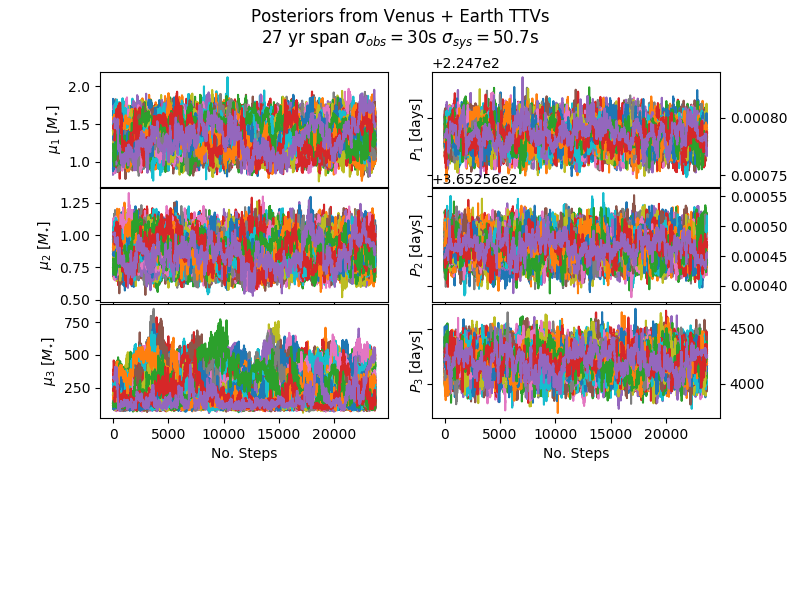 Posteriors from Venus + Earth TTVs
27 yr span σ_obs = 30s σ_sys = 50.7s
+2.247e2
2.0
1.5
1.0
μ₁ [M⋆]
P₁ [days]
0.00080
0.00075
+3.65256e2
1.25
1.00
0.75
0.50
μ₂ [M⋆]
P₂ [days]
0.00055
0.00050
0.00045
0.00040
750
500
250
μ₃ [M⋆]
P₃ [days]
4500
4000
0 5000 10000 15000 20000
0 5000 10000 15000 20000
No. Steps
No. Steps